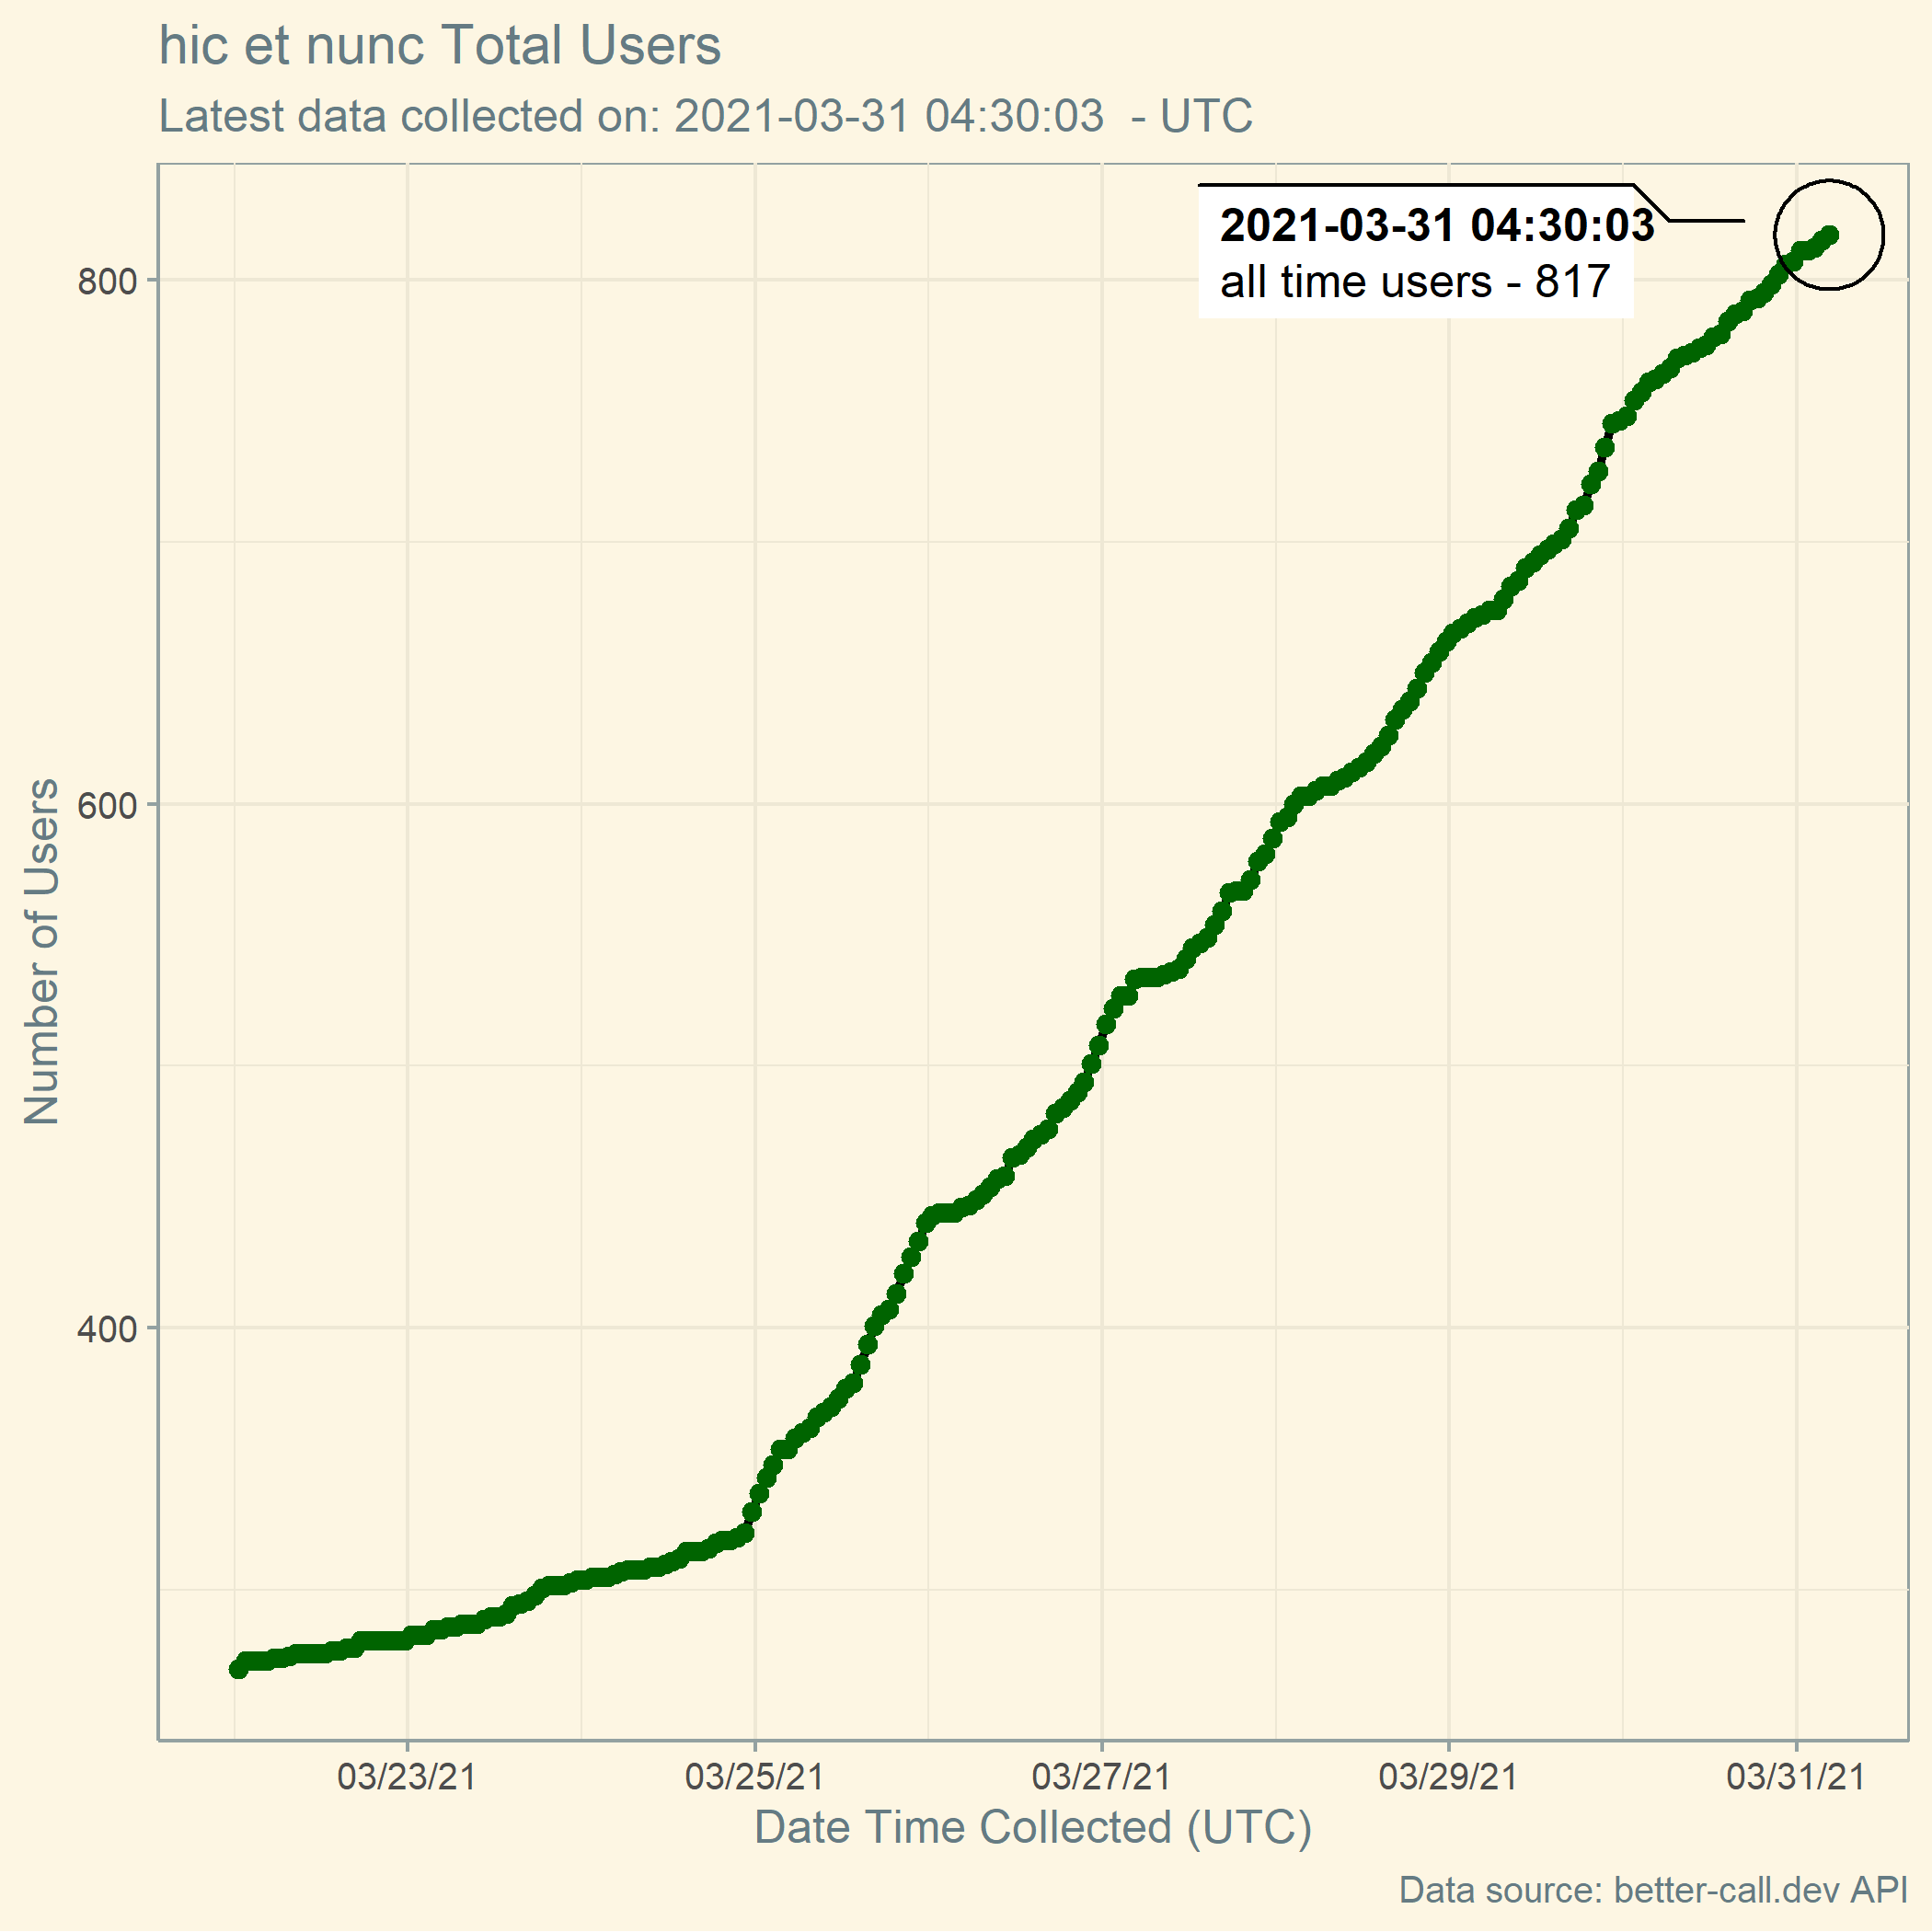 hic et nunc Total Users
Latest data collected on: 2021-03-31 04:30:03  - UTC
2021-03-31 04:30:03
all time users - 817
800
600
400
Number of Users
03/23/21
03/25/21
03/27/21
03/29/21
03/31/21
Date Time Collected (UTC)
Data source: better-call.dev API